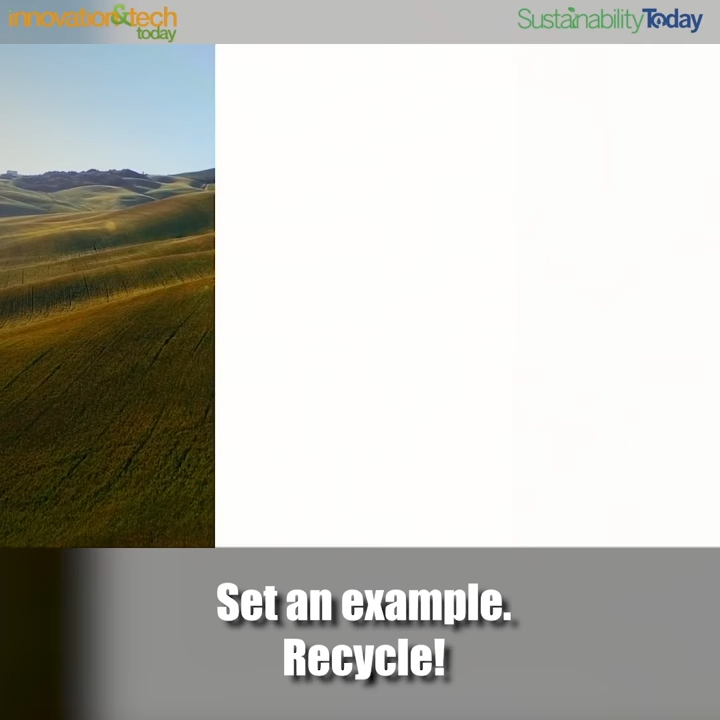 innovation&tech
today
SustainabilityToday
Set an example.
Recycle!